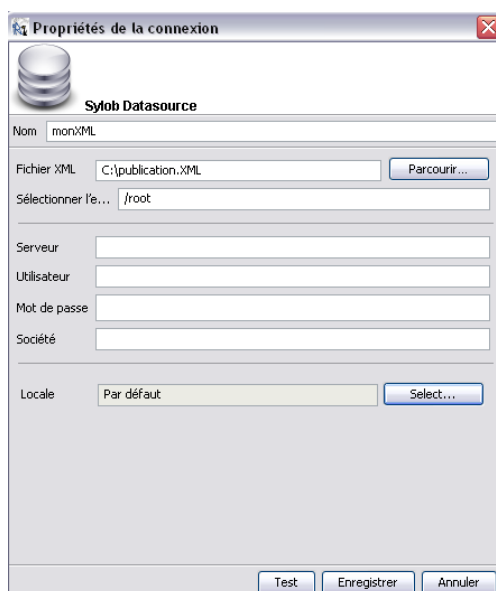 Propriétés de la connexion
Sylob Datasource
Nom monXML
Fichier XML C:\publication.XML Parcourir...
Sélectionner l'e... /root
Serveur
Utilisateur
Mot de passe
Société
Locale Par défaut Select...
Test Enregistrer Annuler